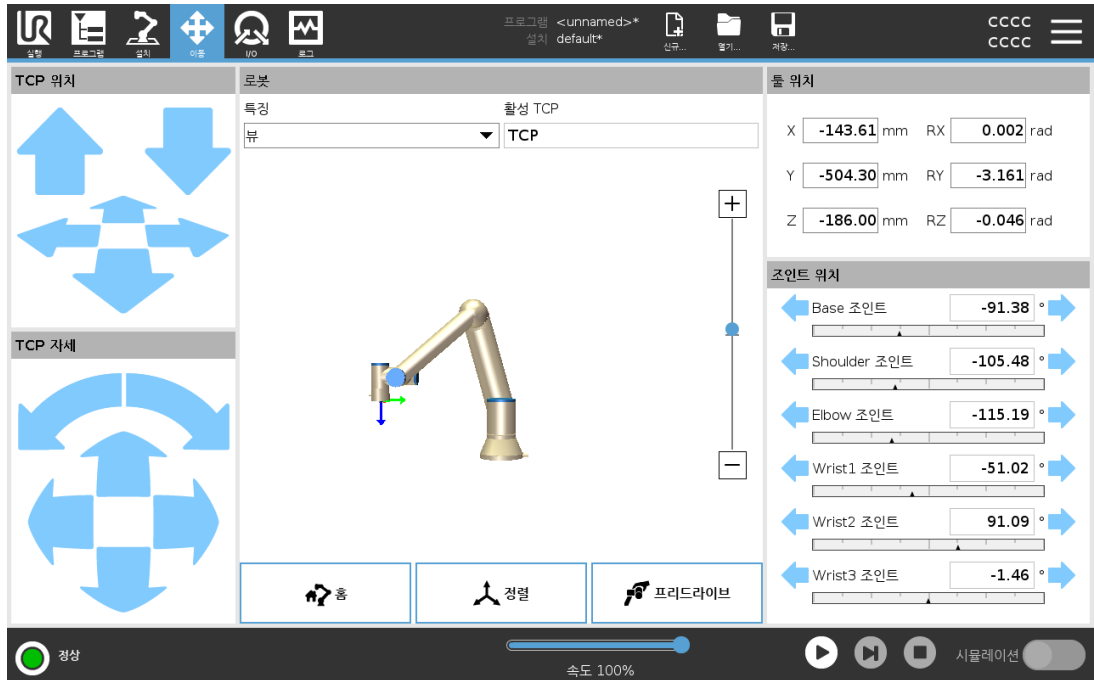 프로그램 <unnamed>*
설치 default*
cccc
cccc
실행 프로그램 설치 이동 I/O 로그 신규... 열기... 저장...
TCP 위치
로봇
툴 위치
특징 활성 TCP
뷰 TCP
X -143.61 mm RX 0.002 rad
Y -504.30 mm RY -3.161 rad
Z -186.00 mm RZ -0.046 rad
조인트 위치
Base 조인트 -91.38 °
Shoulder 조인트 -105.48 °
Elbow 조인트 -115.19 °
Wrist1 조인트 -51.02 °
Wrist2 조인트 91.09 °
Wrist3 조인트 -1.46 °
TCP 자세
홈 정렬 프리드라이브
정상
속도 100%
시뮬레이션